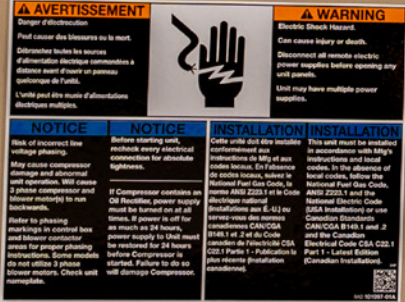 ⚠ AVERTISSEMENT
Danger d'électrocution
Peut causer des blessures ou la mort.
Débranchez toutes les sources
d'alimentation électrique commandées à
distance avant d'ouvrir un panneau
quelconque de l'unité.
L'unité peut être munie d'alimentations
électriques multiples.
⚠ WARNING
Electric Shock Hazard.
Can cause injury or death.
Disconnect all remote electric
power supplies before opening any
unit panels.
Unit may have multiple power
supplies.
NOTICE
Risk of incorrect line
voltage phasing.
May cause compressor
damage and abnormal
unit operation. Will cause
3 phase compressor and
blower motor(s) to run
backwards.
Refer to phasing
markings in control box
and blower contactor
areas for proper phasing
instructions. Some models
do not utilize 3 phase
blower motors. Check unit
nameplate.
NOTICE
Before starting unit,
recheck every electrical
connection for absolute
tightness.
If Compressor contains an
Oil Rectifier, power supply
must be turned on at all
times. If power is off for
as much as 24 hours,
power supply to Unit must
be restored for 24 hours
before Compressor is
started. Failure to do so
will damage Compressor.
INSTALLATION
Cette unité doit être installée
conformément aux
instructions de Mfg et aux
codes locaux. En l'absence
de codes locaux, suivez le
National Fuel Gas Code, la
norme ANSI Z223.1 et le Code
électrique national
(installations aux É.-U.) ou
servez-vous des normes
canadiennes CAN/CGA
B149.1 et .2 et du Code
canadien de l'électricité CSA
C22.1 Partie 1 - Publication la
plus récente (installation
canadienne).
INSTALLATION
This unit must be installed
in accordance with Mfg's
instructions and local
codes. In the absence of
local codes, follow the
National Fuel Gas Code,
ANSI Z223.1 and the
National Electric Code
(USA Installation) or use
Canadian Standards
CAN/CGA B149.1 and .2
and the Canadian
Electrical Code CSA C22.1
Part 1 - Latest Edition
(Canadian Installation).
101097-01A